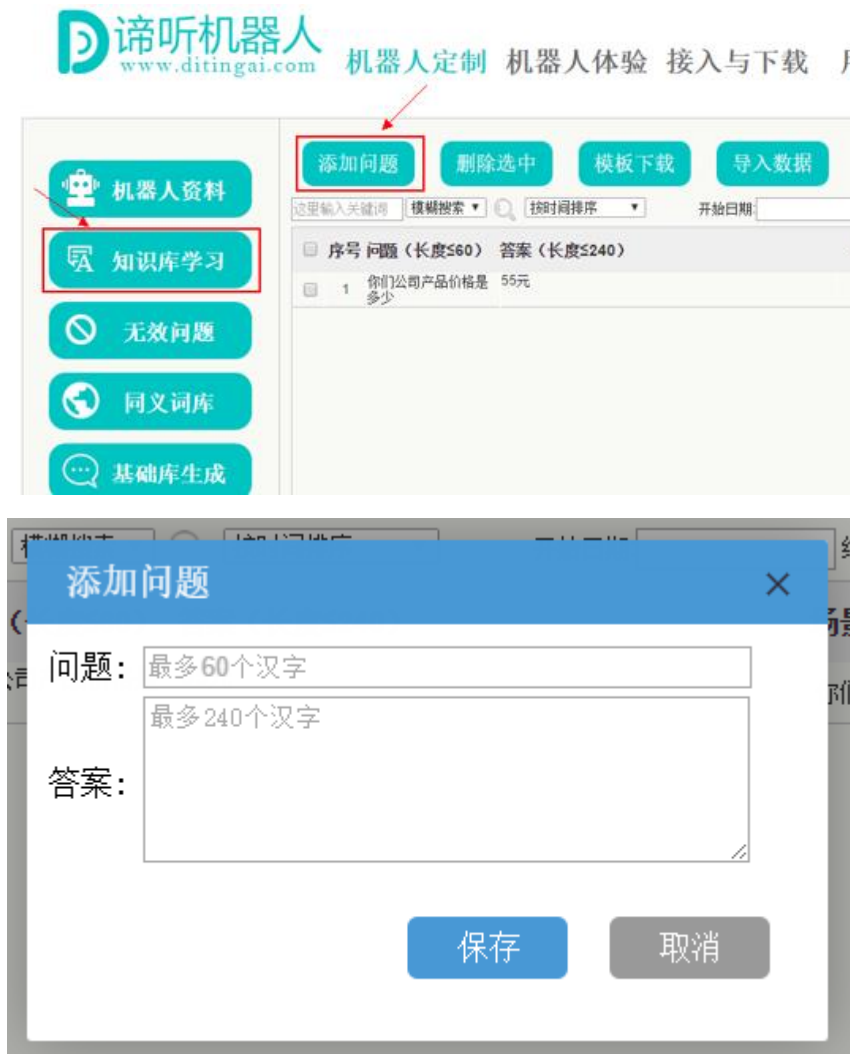 谛听机器人
www.ditingai.com
机器人定制 机器人体验 接入与下载
机器人资料
知识库学习
无效问题
同义词库
基础库生成
添加问题 删除选中 模板下载 导入数据
这里输入关键词 模糊搜索 按时间排序 开始日期:
序号 问题（长度≤60） 答案（长度≤240）
1 你们公司产品价格是 55元
多少
添加问题
问题: 最多60个汉字
答案: 最多240个汉字
保存 取消